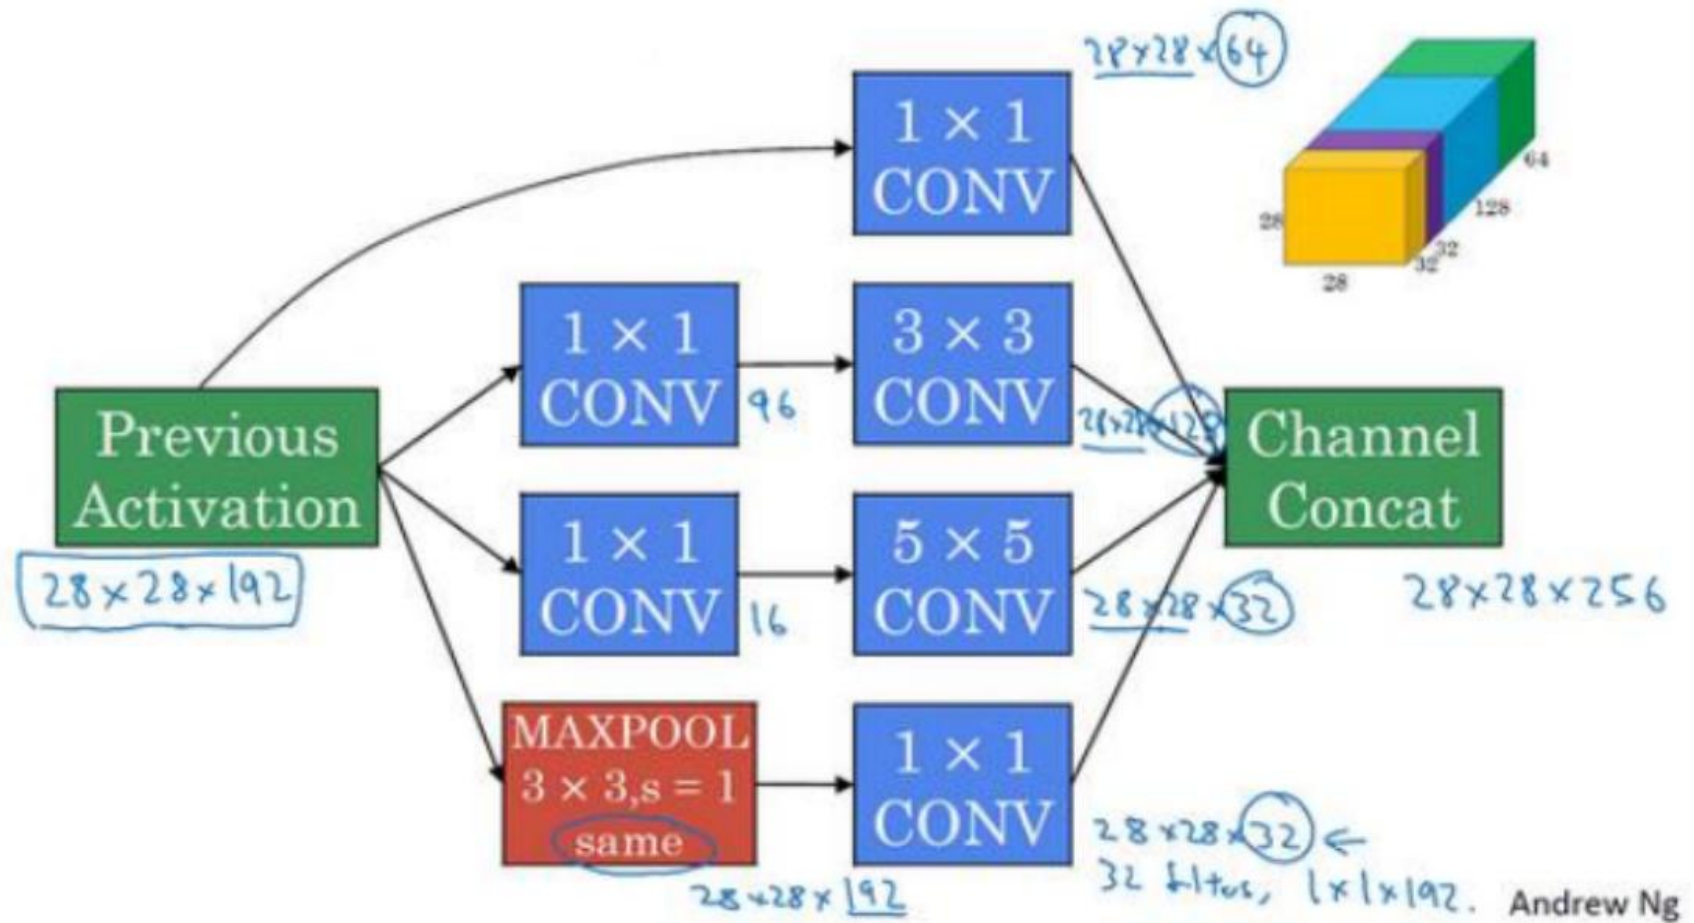 28×28×64
1 × 1
CONV
64
128
32
32
28
28
1 × 1
CONV
96
3 × 3
CONV
28×28×128
Previous
Activation
28×28×192
Channel
Concat
28×28×256
1 × 1
CONV
16
5 × 5
CONV
28×28×32
MAXPOOL
3 × 3,s = 1
same
28×28×192
1 × 1
CONV
28×28×32 ←
32 filters, 1×1×192.
Andrew Ng